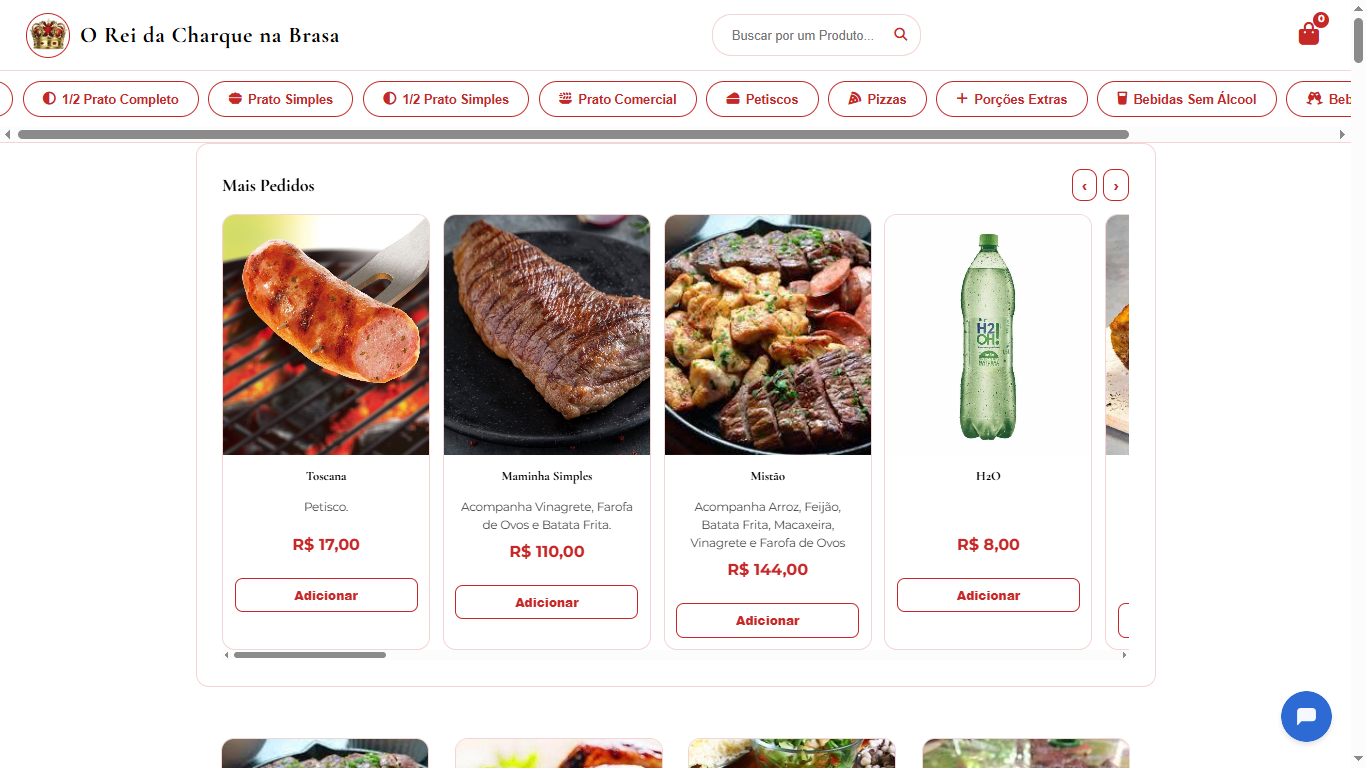 O Rei da Charque na Brasa
Buscar por um Produto...
0
1/2 Prato Completo
Prato Simples
1/2 Prato Simples
Prato Comercial
Petiscos
Pizzas
Porções Extras
Bebidas Sem Álcool
Beb
Mais Pedidos
‹ ›
Toscana
Petisco.
R$ 17,00
Adicionar
Maminha Simples
Acompanha Vinagrete, Farofa
de Ovos e Batata Frita.
R$ 110,00
Adicionar
Mistão
Acompanha Arroz, Feijão,
Batata Frita, Macaxeira,
Vinagrete e Farofa de Ovos
R$ 144,00
Adicionar
H2
OH!
H2O
R$ 8,00
Adicionar